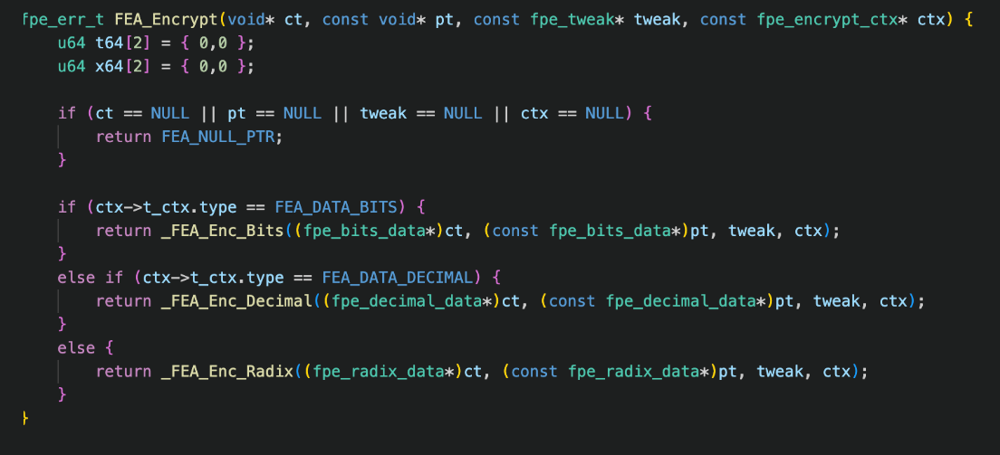 fpe_err_t FEA_Encrypt(void* ct, const void* pt, const fpe_tweak* tweak, const fpe_encrypt_ctx* ctx) {
    u64 t64[2] = { 0,0 };
    u64 x64[2] = { 0,0 };

    if (ct == NULL || pt == NULL || tweak == NULL || ctx == NULL) {
        return FEA_NULL_PTR;
    }

    if (ctx->t_ctx.type == FEA_DATA_BITS) {
        return _FEA_Enc_Bits((fpe_bits_data*)ct, (const fpe_bits_data*)pt, tweak, ctx);
    }
    else if (ctx->t_ctx.type == FEA_DATA_DECIMAL) {
        return _FEA_Enc_Decimal((fpe_decimal_data*)ct, (const fpe_decimal_data*)pt, tweak, ctx);
    }
    else {
        return _FEA_Enc_Radix((fpe_radix_data*)ct, (const fpe_radix_data*)pt, tweak, ctx);
    }
}